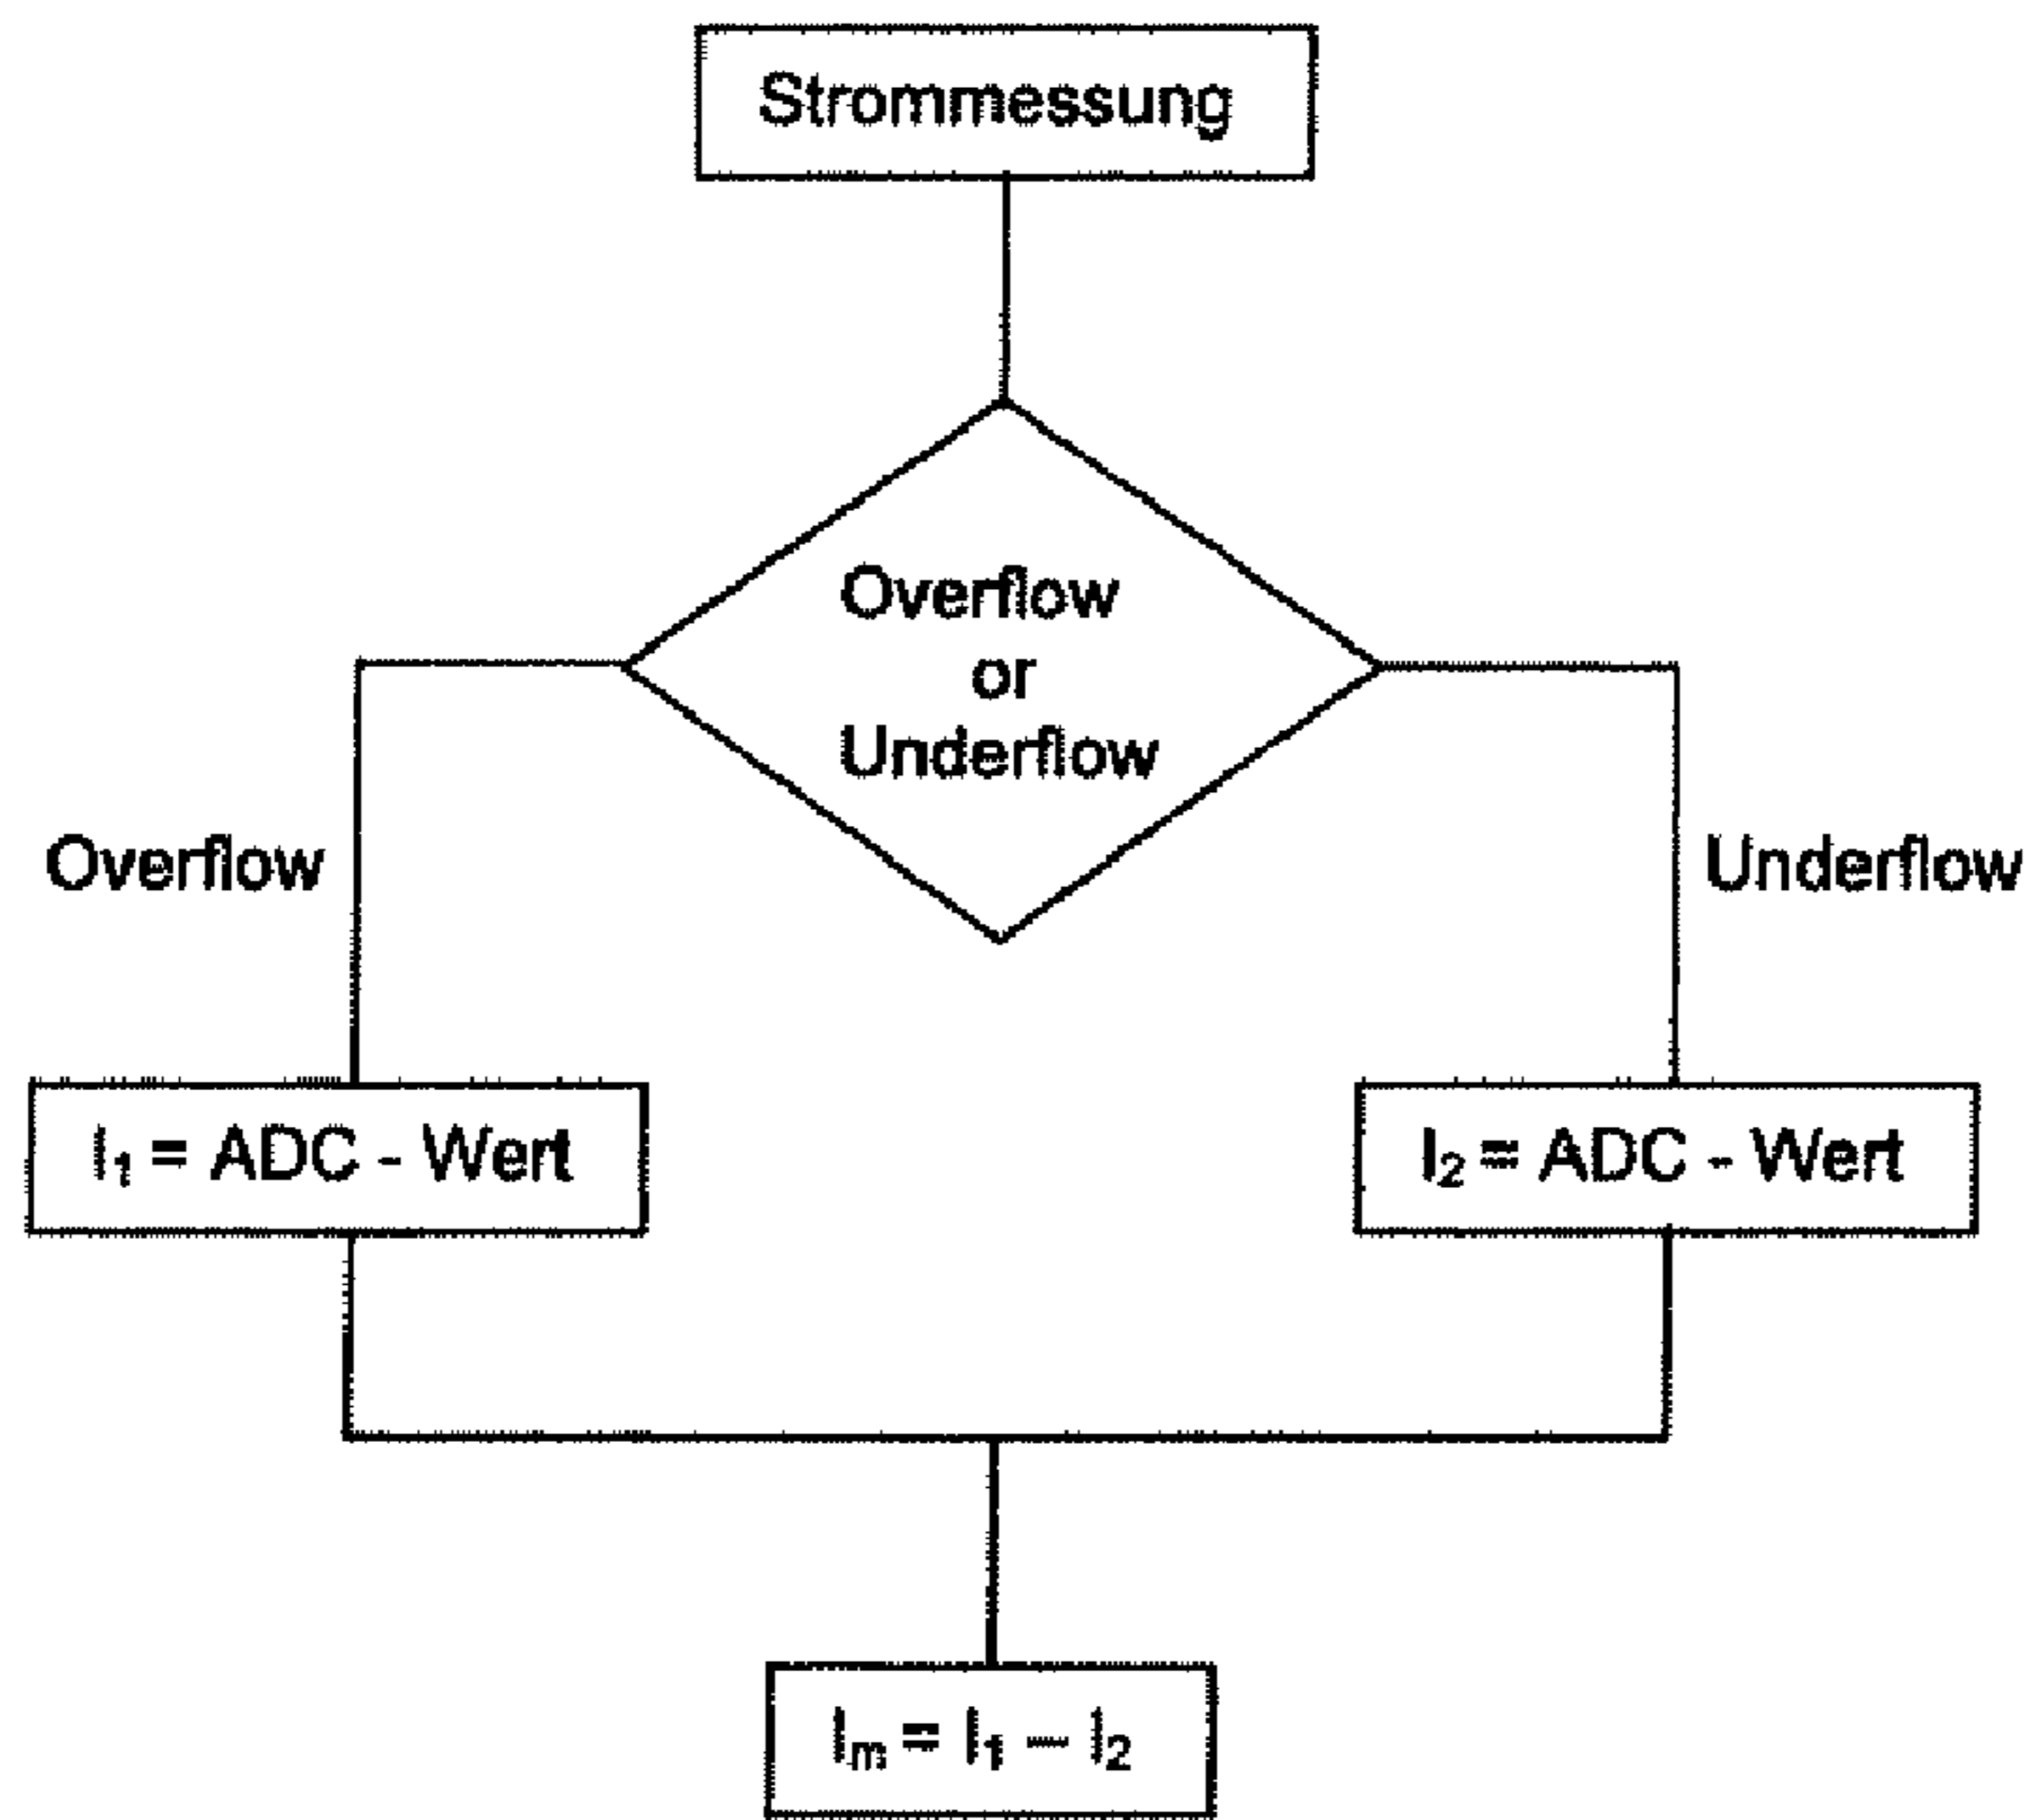 Strommessung
Overflow
or
Underflow
Overflow
Underflow
I₁ = ADC - Wert
I₂ = ADC - Wert
Iₘ = I₁ – I₂